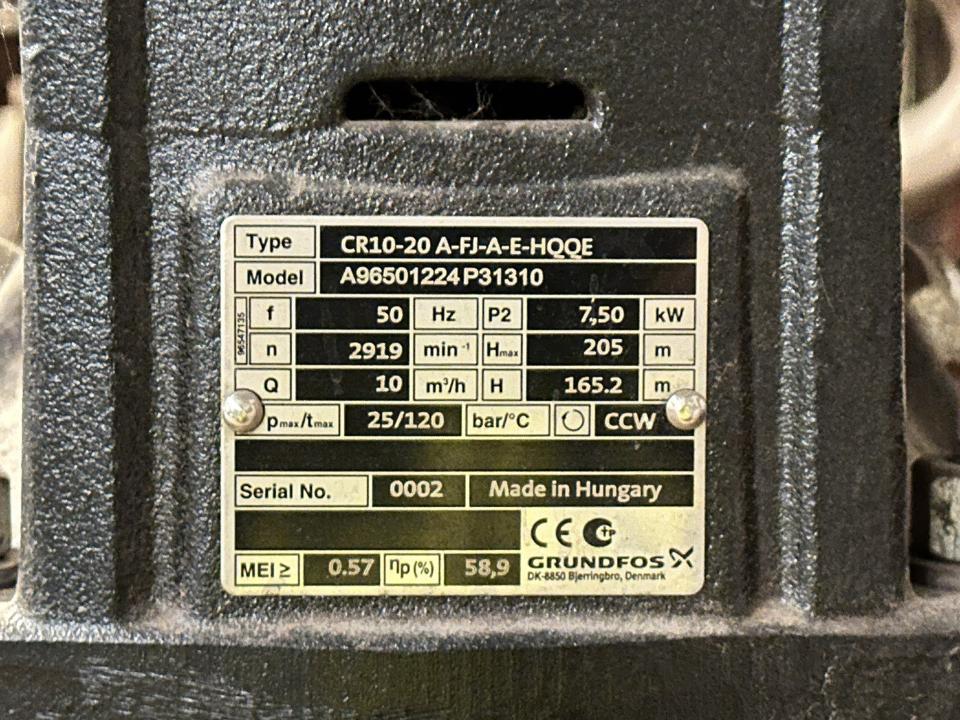 Type CR10-20 A-FJ-A-E-HQQE
Model A96501224P31310
96547135
f 50 Hz P2 7,50 kW
n 2919 min⁻¹ Hmax 205 m
Q 10 m³/h H 165.2 m
pmax/tmax 25/120 bar/°C CCW
Serial No. 0002 Made in Hungary
CE
MEI ≥ 0.57 ηp (%) 58,9
GRUNDFOS
DK-8850 Bjerringbro, Denmark